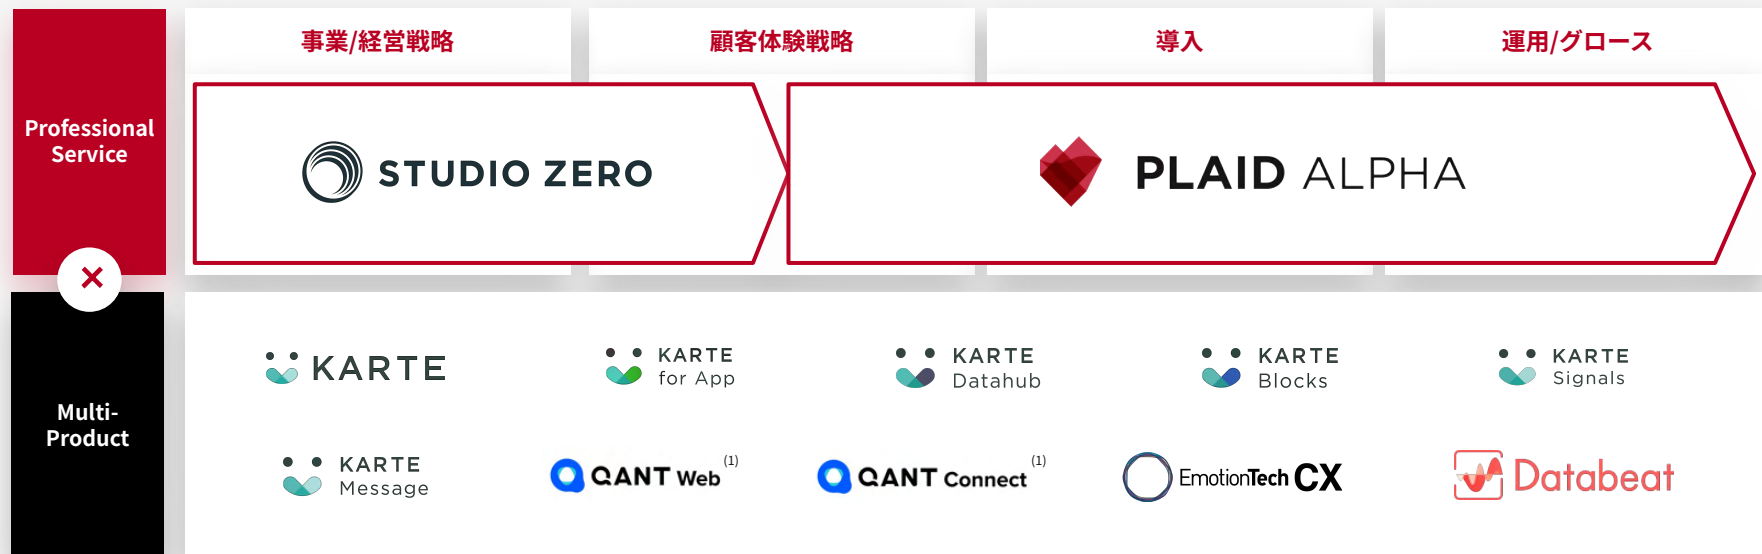 事業/経営戦略
顧客体験戦略
導入
運用/グロース
Professional
Service
STUDIO ZERO
PLAID ALPHA
×
Multi-
Product
KARTE
KARTE
for App
KARTE
Datahub
KARTE
Blocks
KARTE
Signals
KARTE
Message
QANT Web (1)
QANT Connect (1)
EmotionTech CX
Databeat